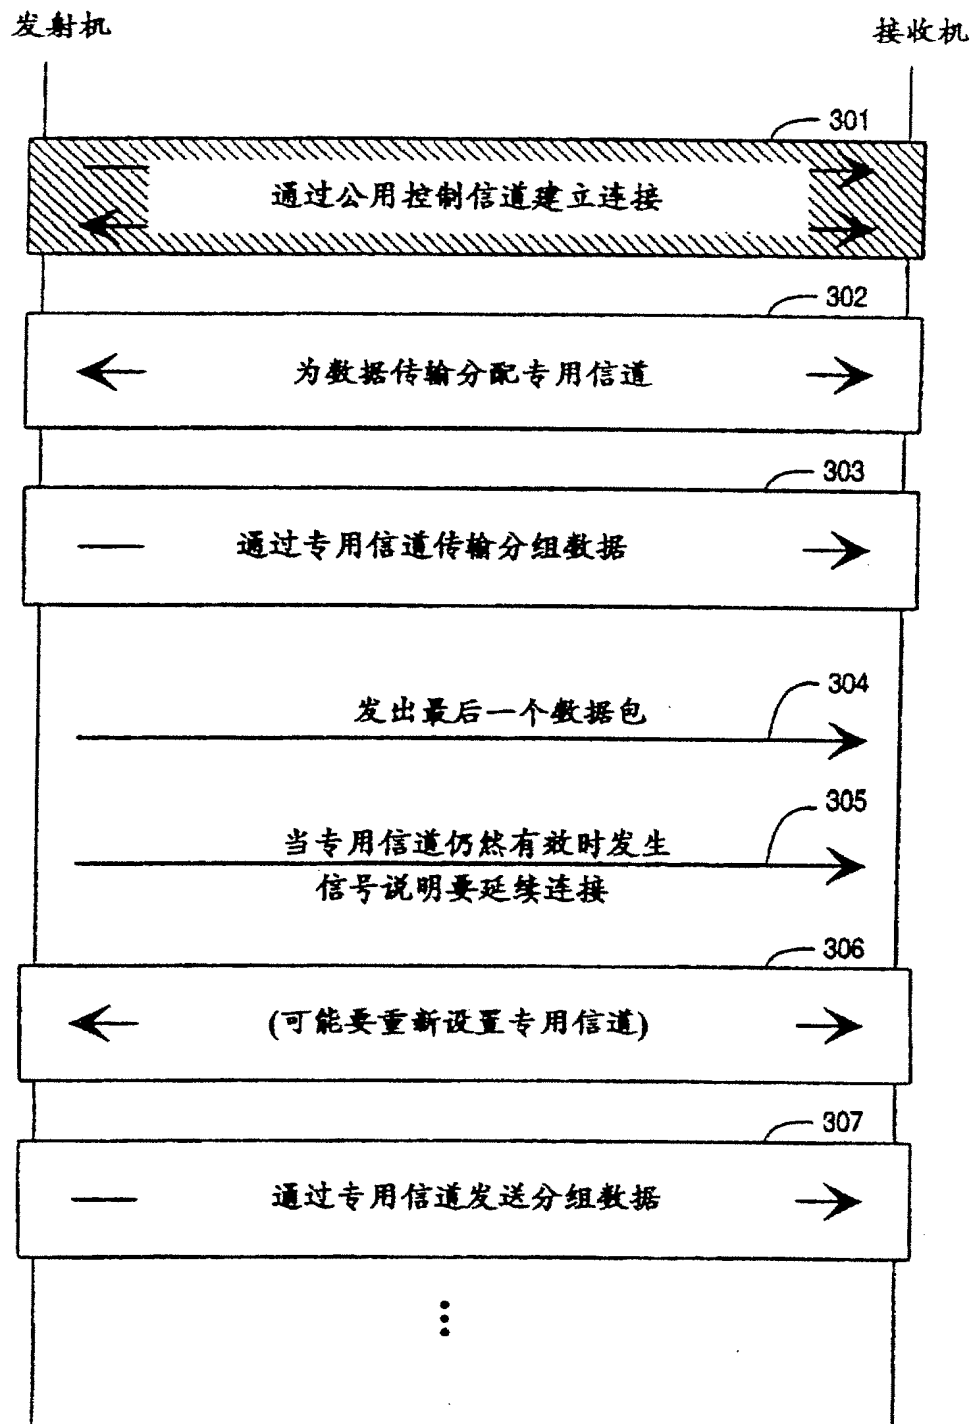 发射机
接收机
301
通过公用控制信道建立连接
302
为数据传输分配专用信道
303
通过专用信道传输分组数据
304
发出最后一个数据包
305
当专用信道仍然有效时发生
信号说明要延续连接
306
(可能要重新设置专用信道)
307
通过专用信道发送分组数据